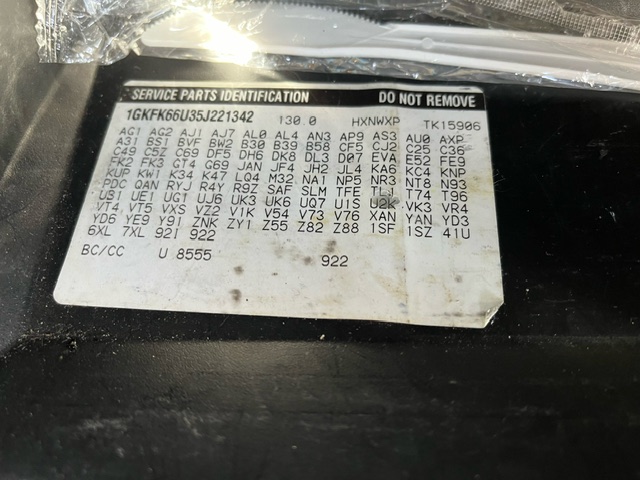 SERVICE PARTS IDENTIFICATION DO NOT REMOVE
1GKFK66U35J221342 130.0 HXNWXP TK15906
AG1 AG2 AJ1 AJ7 AL0 AL4 AN3 AP9 AS3 AU0 AXP
A31 BS1 BVF BW2 B30 B39 B58 CF5 CJ2 C25 C36
C49 C5Z C69 DF5 DH6 DK8 DL3 D07 EVA E52 FE9
FK2 FK3 GT4 G69 JAN JF4 JH2 JL4 KA6 KC4 KNP
KUP KW1 K34 K47 LQ4 M32 NA1 NP5 NR3 NT8 N93
PDC QAN RYJ R4Y R9Z SAF SLM TFE TL1 T74 T96
U31 UE1 UG1 UJ6 UK3 UK6 UQ7 U1S U2K VK3 VR4
VT4 VT5 VXS VZ2 V1K V54 V73 V76 XAN YAN YD3
YD6 YE9 Y91 ZNK ZY1 Z55 Z82 Z88 1SF 1SZ 41U
6XL 7XL 92I 922
BC/CC U 8555 922